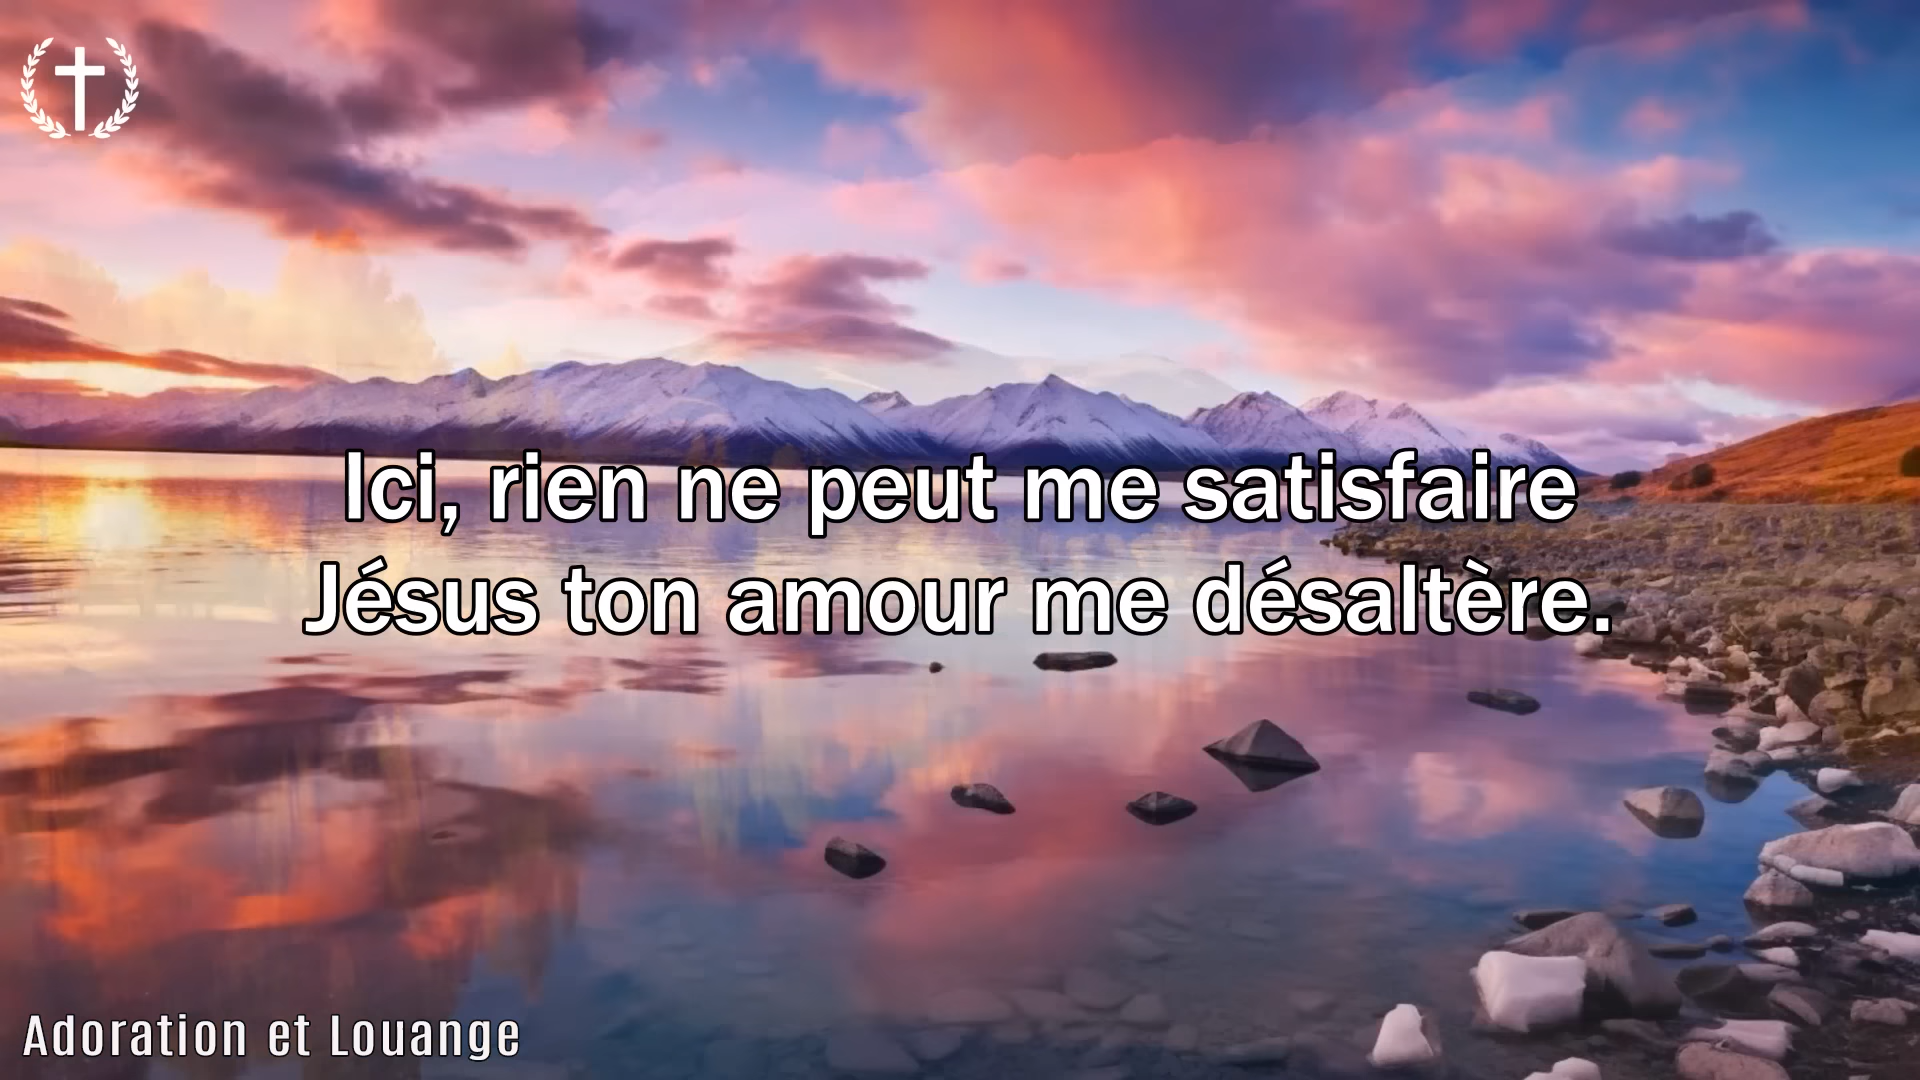 Ici, rien ne peut me satisfaire
Jésus ton amour me désaltère.
Adoration et Louange